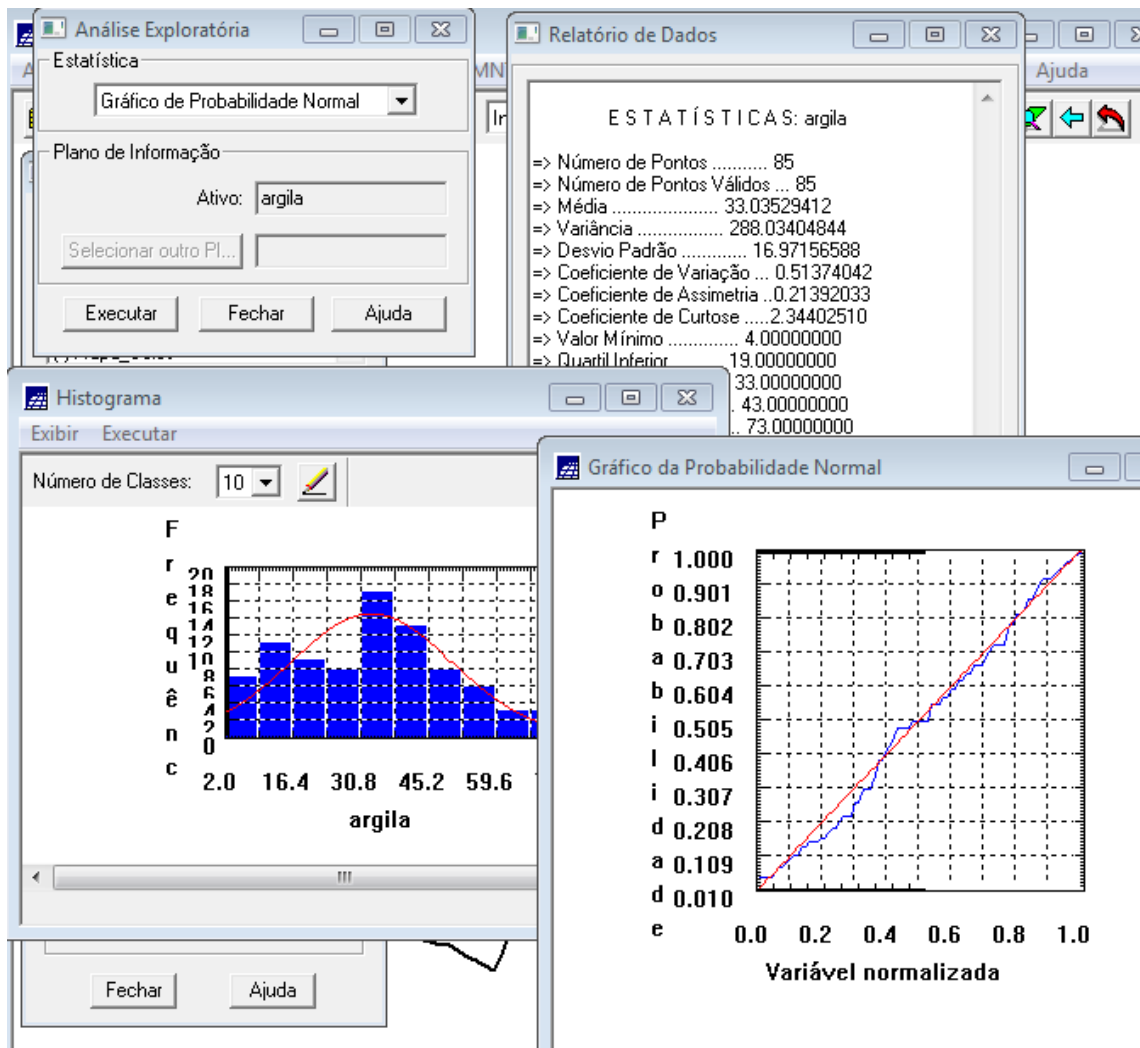 Análise Exploratória
Estatística
Gráfico de Probabilidade Normal
Plano de Informação
Ativo: argila
Selecionar outro Pl...
Executar Fechar Ajuda
Relatório de Dados
MN
Ajuda
In
E S T A T Í S T I C A S: argila
=> Número de Pontos ........... 85
=> Número de Pontos Válidos ... 85
=> Média ..................... 33.03529412
=> Variância ................. 288.03404844
=> Desvio Padrão ............. 16.97156588
=> Coeficiente de Variação ... 0.51374042
=> Coeficiente de Assimetria ..0.21392033
=> Coeficiente de Curtose .....2.34402510
=> Valor Mínimo .............. 4.00000000
=> Quartil Inferior 19.00000000
33.00000000
. 43.00000000
.. 73.00000000
Histograma
Exibir Executar
Número de Classes: 10
F
r
e
q
u
ê
n
c
20
18
16
14
12
10
8
6
4
2
0
2.0 16.4 30.8 45.2 59.6
argila
Fechar Ajuda
Gráfico da Probabilidade Normal
P
r 1.000
o 0.901
b 0.802
a 0.703
b 0.604
i 0.505
l 0.406
i 0.307
d 0.208
a 0.109
d 0.010
e
0.0 0.2 0.4 0.6 0.8 1.0
Variável normalizada